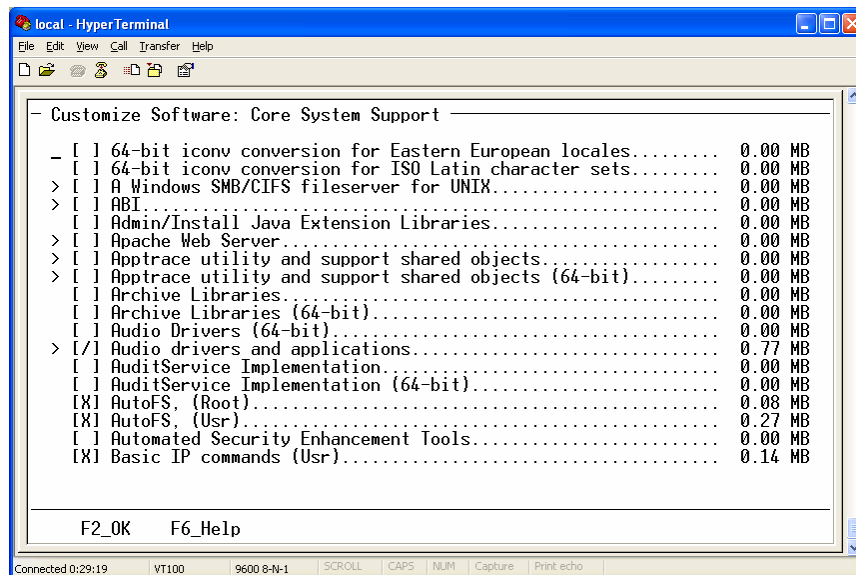 local - HyperTerminal
File Edit View Call Transfer Help
Customize Software: Core System Support
_ [ ] 64-bit iconv conversion for Eastern European locales......... 0.00 MB
[ ] 64-bit iconv conversion for ISO Latin character sets......... 0.00 MB
> [ ] A Windows SMB/CIFS fileserver for UNIX........................ 0.00 MB
> [ ] ABI........................................................... 0.00 MB
[ ] Admin/Install Java Extension Libraries........................ 0.00 MB
> [ ] Apache Web Server............................................. 0.00 MB
> [ ] Apptrace utility and support shared objects................... 0.00 MB
> [ ] Apptrace utility and support shared objects (64-bit).......... 0.00 MB
[ ] Archive Libraries............................................. 0.00 MB
[ ] Archive Libraries (64-bit).................................... 0.00 MB
[ ] Audio Drivers (64-bit)........................................ 0.00 MB
> [/] Audio drivers and applications................................ 0.77 MB
[ ] AuditService Implementation................................... 0.00 MB
[ ] AuditService Implementation (64-bit).......................... 0.00 MB
[X] AutoFS, (Root)................................................ 0.08 MB
[X] AutoFS, (Usr)................................................. 0.27 MB
[ ] Automated Security Enhancement Tools.......................... 0.00 MB
[X] Basic IP commands (Usr)....................................... 0.14 MB
F2_OK F6_Help
Connected 0:29:19 VT100 9600 8-N-1 SCROLL CAPS NUM Capture Print echo